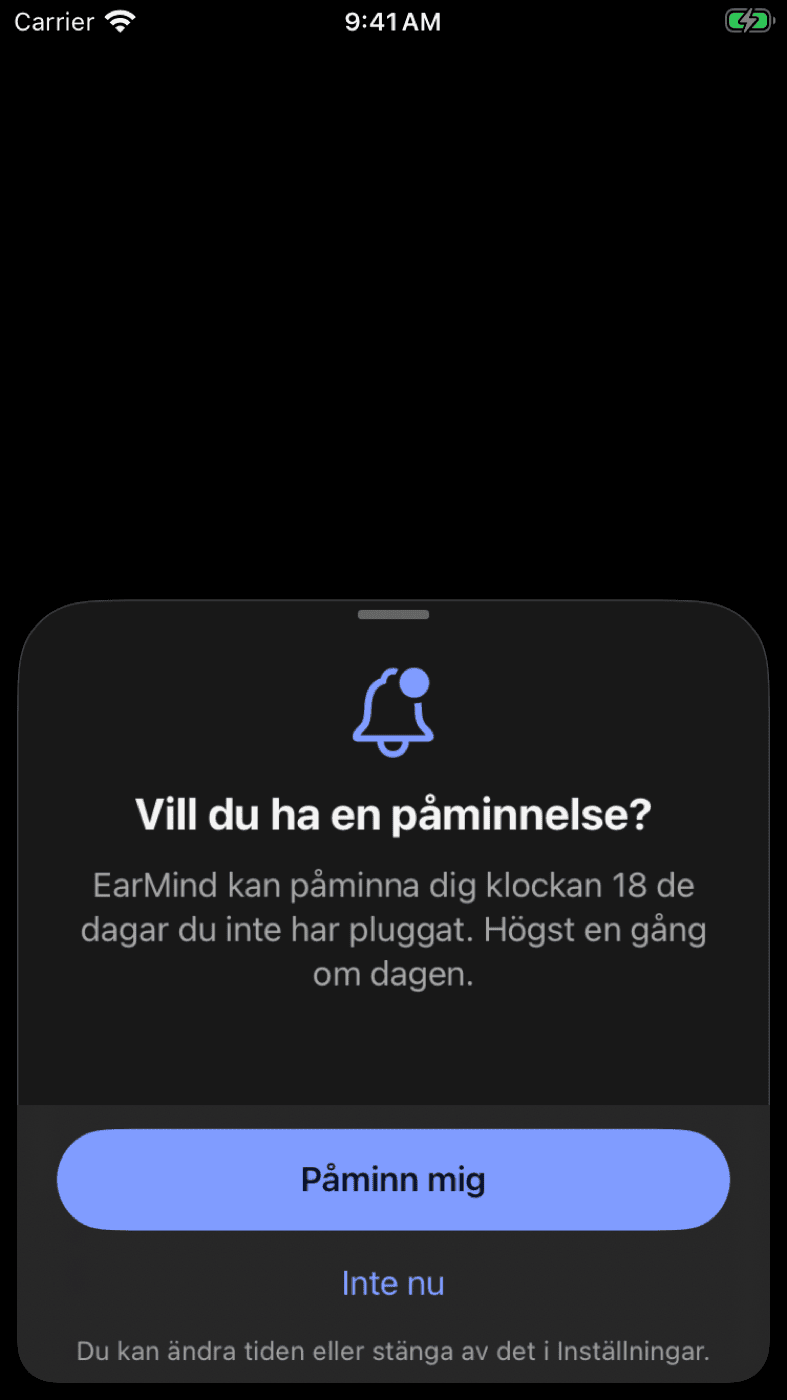 Carrier
9:41 AM
Vill du ha en påminnelse?
EarMind kan påminna dig klockan 18 de
dagar du inte har pluggat. Högst en gång
om dagen.
Påminn mig
Inte nu
Du kan ändra tiden eller stänga av det i Inställningar.